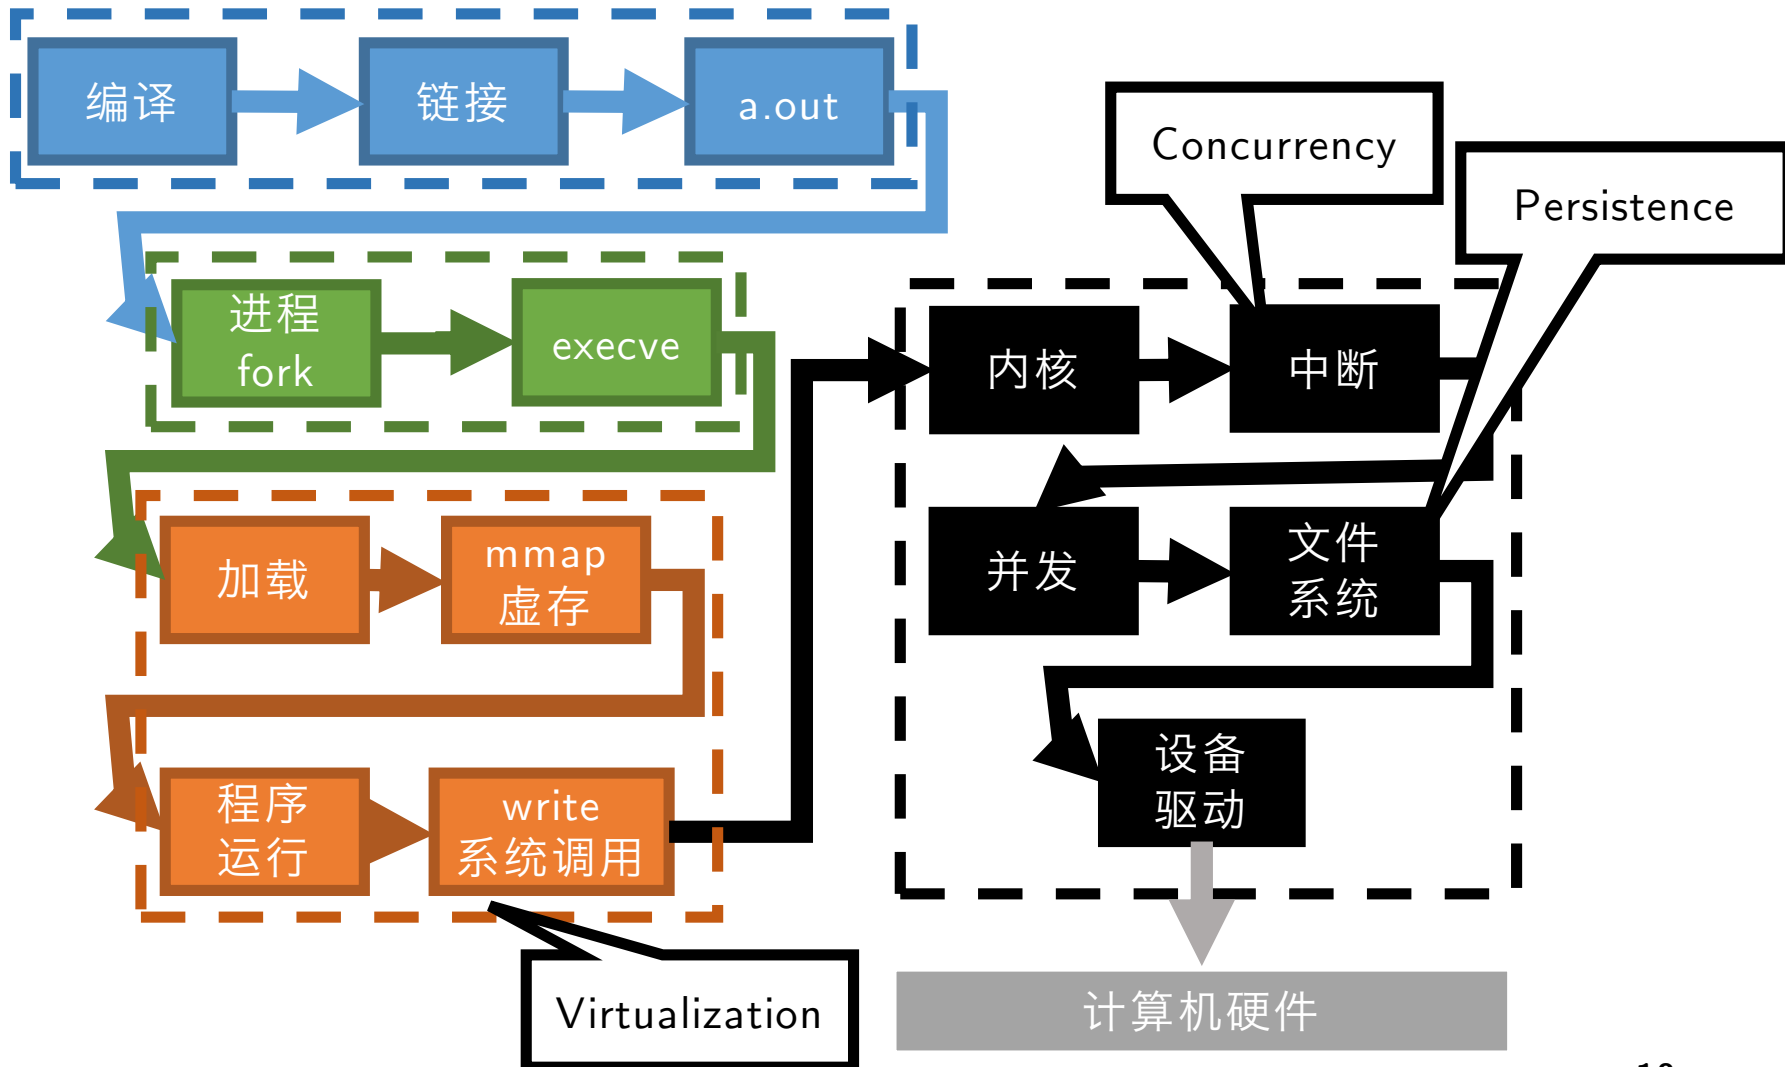 编译
链接
a.out
进程
fork
execve
加载
mmap
虚存
程序
运行
write
系统调用
Virtualization
Concurrency
Persistence
内核
中断
并发
文件
系统
设备
驱动
计算机硬件